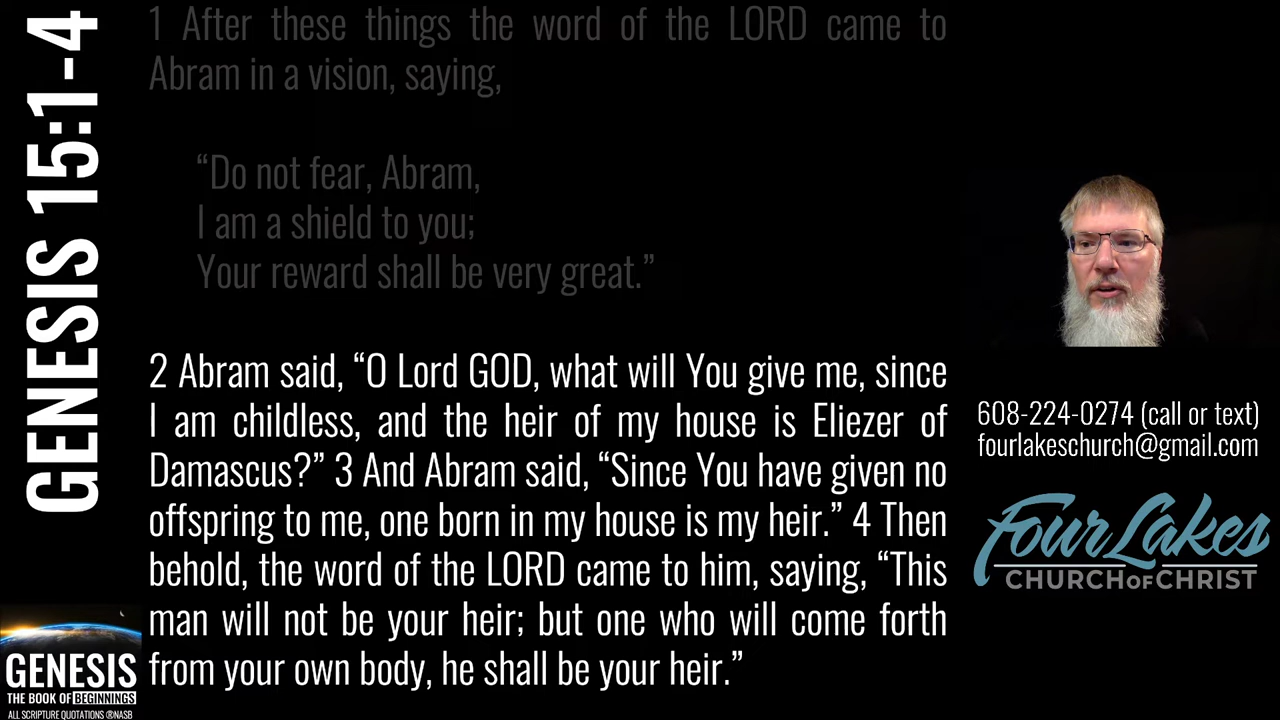 GENESIS 15:1-4
1 After these things the word of the LORD came to
Abram in a vision, saying,
“Do not fear, Abram,
I am a shield to you;
Your reward shall be very great.”
2 Abram said, “O Lord GOD, what will You give me, since
I am childless, and the heir of my house is Eliezer of
Damascus?” 3 And Abram said, “Since You have given no
offspring to me, one born in my house is my heir.” 4 Then
behold, the word of the LORD came to him, saying, “This
man will not be your heir; but one who will come forth
from your own body, he shall be your heir.”
608-224-0274 (call or text)
fourlakeschurch@gmail.com
Four Lakes
CHURCH OF CHRIST
GENESIS
THE BOOK OF BEGINNINGS
ALL SCRIPTURE QUOTATIONS ®NASB